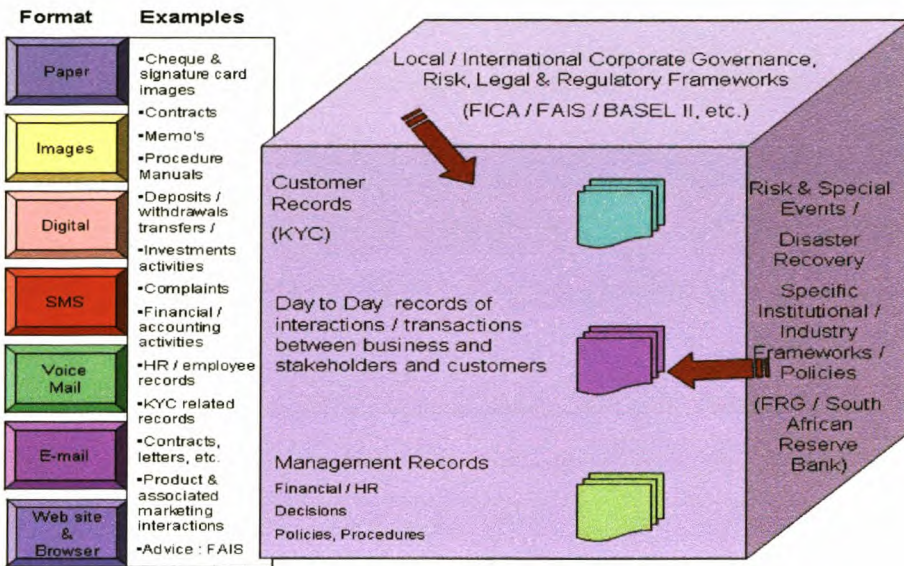 Format
Examples
Paper
Images
Digital
SMS
Voice
Mail
E-mail
Web site
&
Browser
▪Cheque &
signature card
images
▪Contracts
▪Memo's
▪Procedure
Manuals
▪Deposits /
withdrawals
transfers /
▪Investments
activities
▪Complaints
▪Financial /
accounting
activities
▪HR / employee
records
▪KYC related
records
▪Contracts,
letters, etc.
▪Product &
associated
marketing
interactions
▪Advice : FAIS
Local / International Corporate Governance,
Risk, Legal & Regulatory Frameworks
(FICA / FAIS / BASEL II, etc.)
Customer
Records
(KYC)
Day to Day records of
interactions / transactions
between business and
stakeholders and customers
Management Records
Financial / HR
Decisions
Policies, Procedures
Risk & Special
Events /
Disaster
Recovery
Specific
Institutional /
Industry
Frameworks /
Policies
(FRG / South
African
Reserve
Bank)